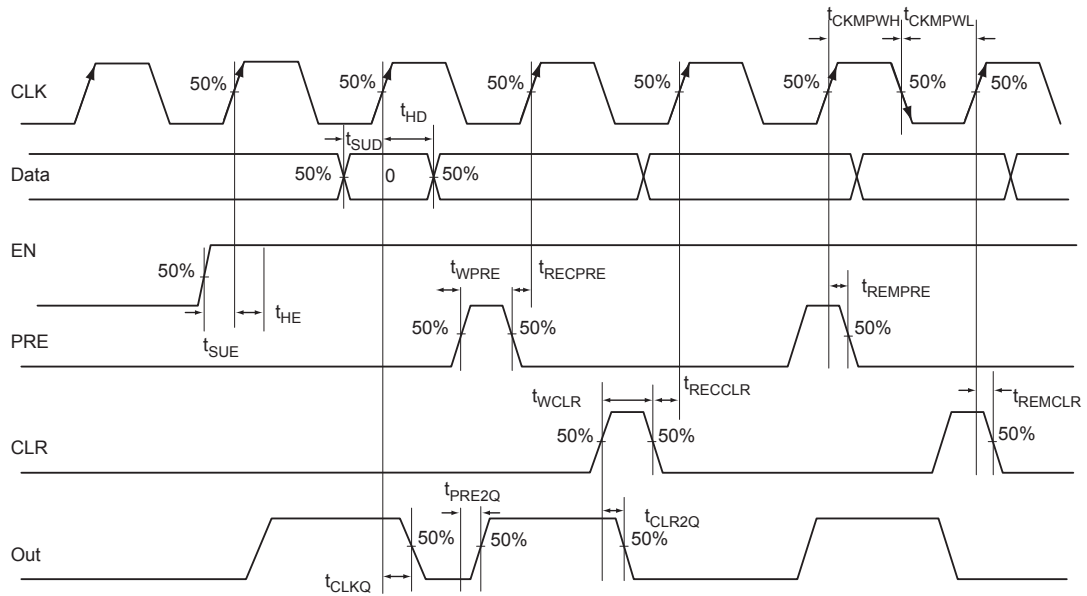 tCKMPWH tCKMPWL
CLK 50% 50% 50% 50% 50% 50% 50%
tHD
tSUD
Data 50% 0 50%
EN
50%
tWPRE tRECPRE tREMPRE
tHE
PRE 50% 50% 50%
tSUE
tWCLR tRECCLR tREMCLR
CLR 50% 50% 50%
tPRE2Q
tCLR2Q
Out 50% 50% 50%
tCLKQ